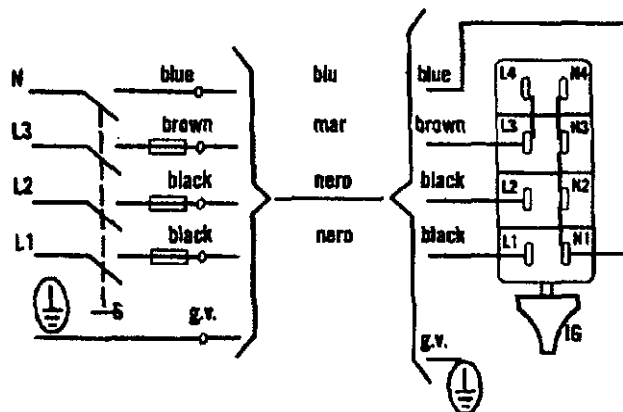 N blue blu blue
L4 N4
L3 brown mar brown L3 N3
L2 black nero black L2 N2
L1 black nero black L1 N1
S
g.v. g.v.
IG